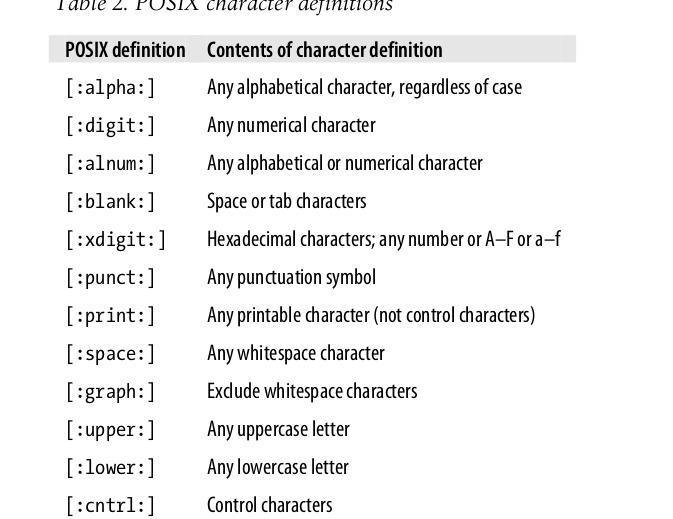 Table 2. POSIX character definitions
POSIX definition Contents of character definition
[:alpha:] Any alphabetical character, regardless of case
[:digit:] Any numerical character
[:alnum:] Any alphabetical or numerical character
[:blank:] Space or tab characters
[:xdigit:] Hexadecimal characters; any number or A–F or a–f
[:punct:] Any punctuation symbol
[:print:] Any printable character (not control characters)
[:space:] Any whitespace character
[:graph:] Exclude whitespace characters
[:upper:] Any uppercase letter
[:lower:] Any lowercase letter
[:cntrl:] Control characters